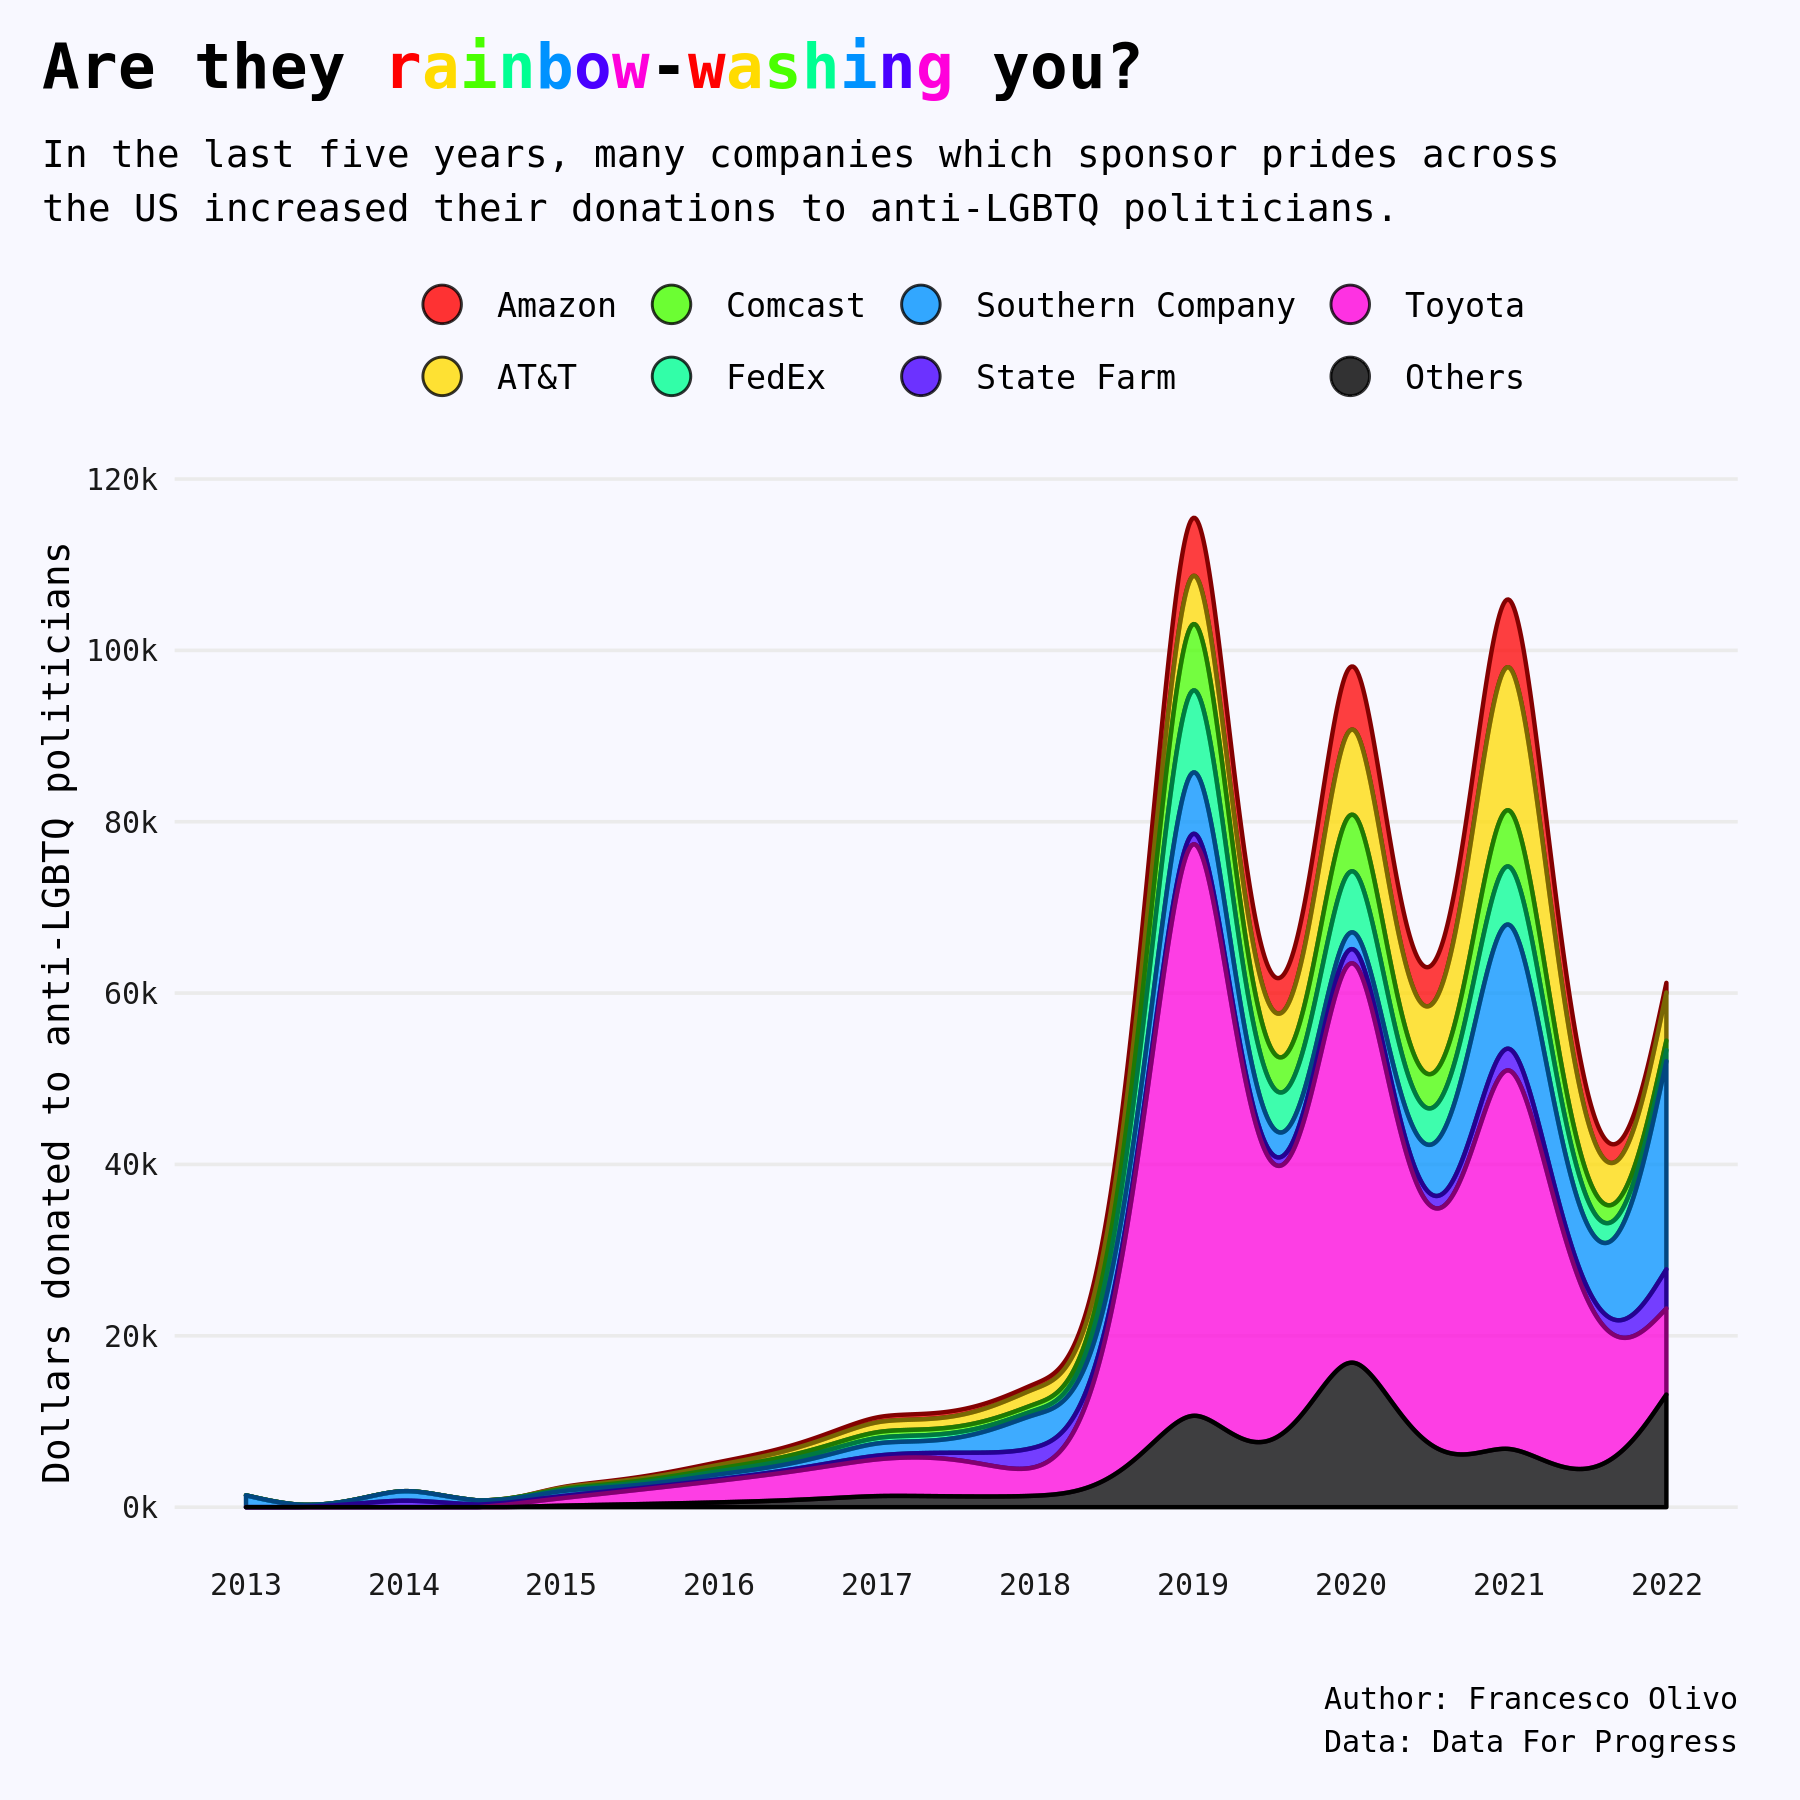 Are they rainbow-washing you?
In the last five years, many companies which sponsor prides across
the US increased their donations to anti-LGBTQ politicians.
Amazon
Comcast
Southern Company
Toyota
AT&T
FedEx
State Farm
Others
Dollars donated to anti-LGBTQ politicians
120k
100k
80k
60k
40k
20k
0k
2013 2014 2015 2016 2017 2018 2019 2020 2021 2022
Author: Francesco Olivo
Data: Data For Progress